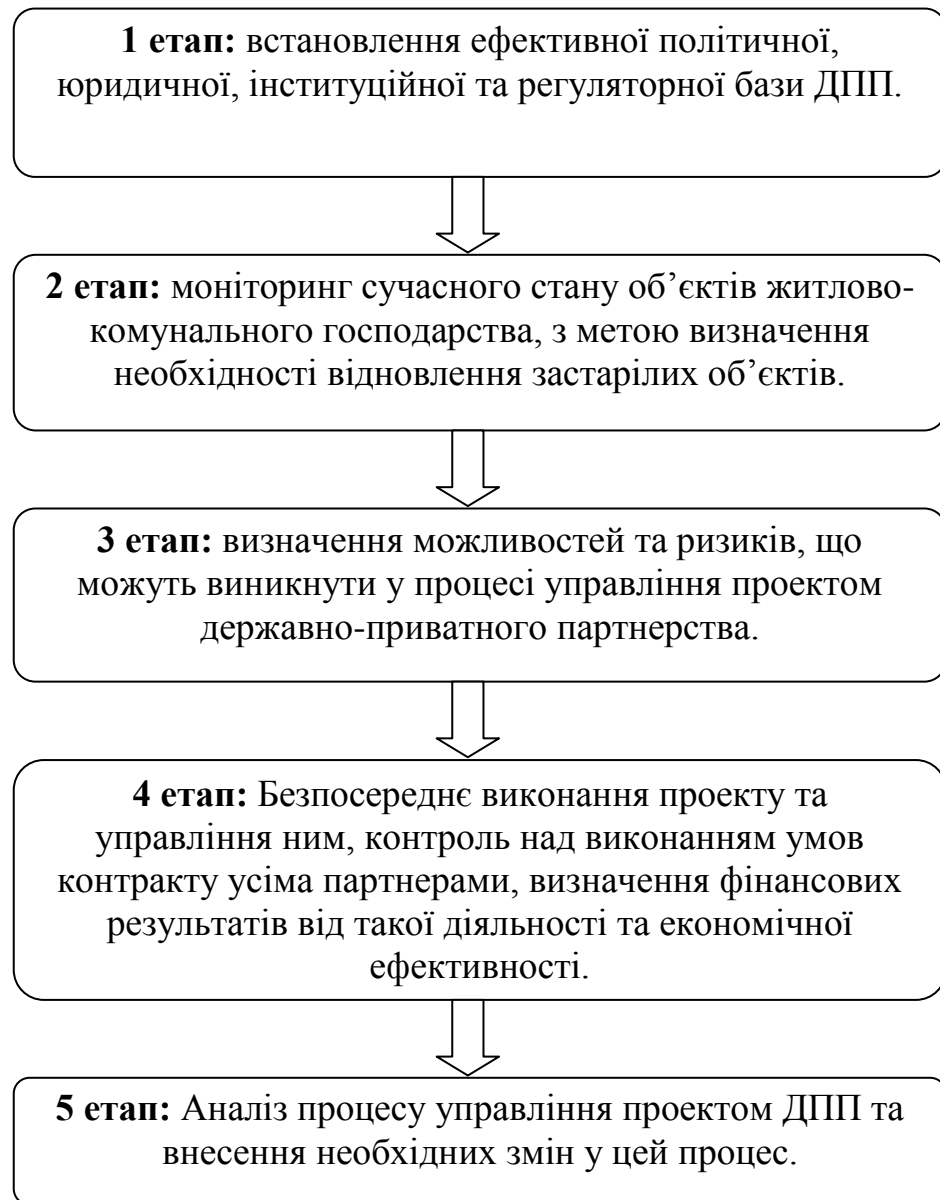 1 етап: встановлення ефективної політичної,
юридичної, інституційної та регуляторної бази ДПП.
2 етап: моніторинг сучасного стану об’єктів житлово-
комунального господарства, з метою визначення
необхідності відновлення застарілих об’єктів.
3 етап: визначення можливостей та ризиків, що
можуть виникнути у процесі управління проектом
державно-приватного партнерства.
4 етап: Безпосереднє виконання проекту та
управління ним, контроль над виконанням умов
контракту усіма партнерами, визначення фінансових
результатів від такої діяльності та економічної
ефективності.
5 етап: Аналіз процесу управління проектом ДПП та
внесення необхідних змін у цей процес.